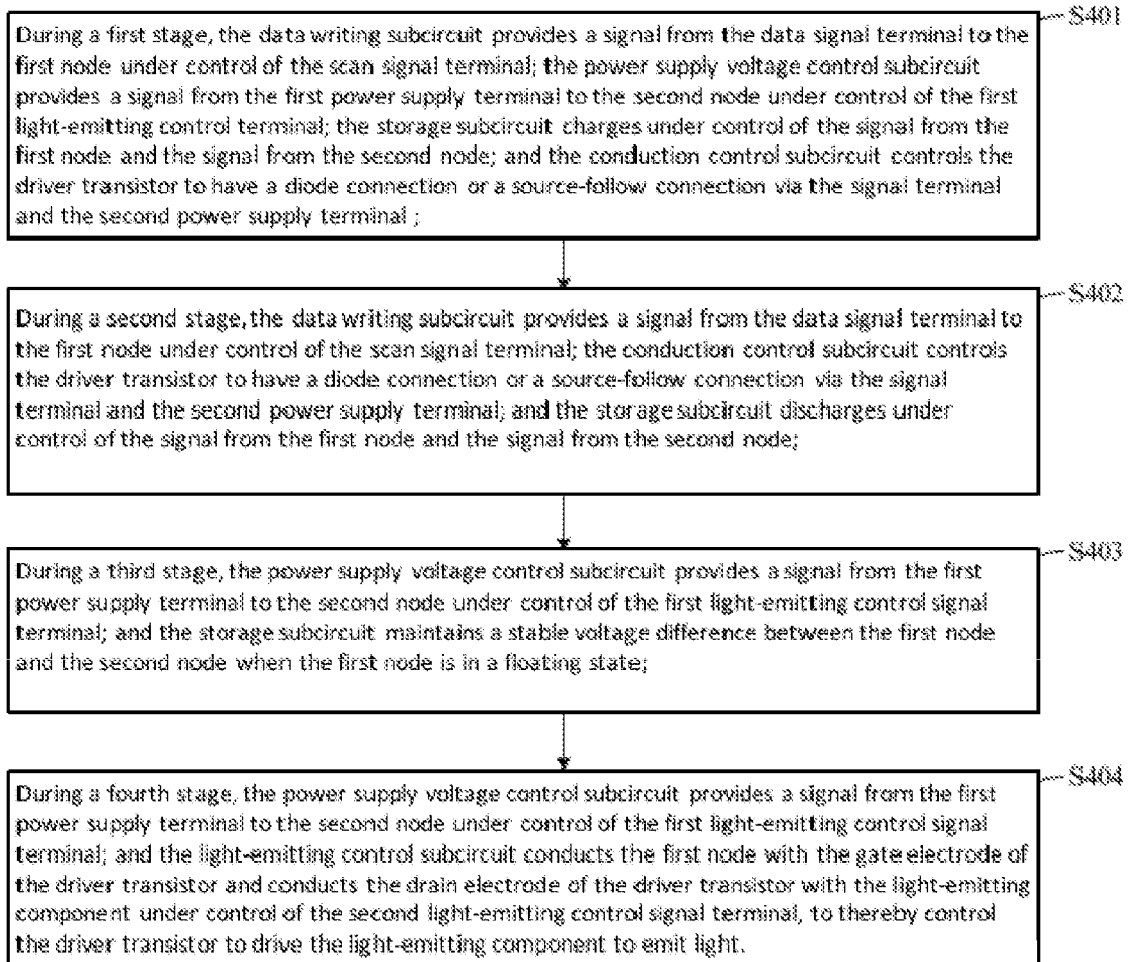 S401
During a first stage, the data writing subcircuit provides a signal from the data signal terminal to the
first node under control of the scan signal terminal; the power supply voltage control subcircuit
provides a signal from the first power supply terminal to the second node under control of the first
light-emitting control terminal; the storage subcircuit charges under control of the signal from the
first node and the signal from the second node; and the conduction control subcircuit controls the
driver transistor to have a diode connection or a source-follow connection via the signal terminal
and the second power supply terminal ;
S402
During a second stage, the data writing subcircuit provides a signal from the data signal terminal to
the first node under control of the scan signal terminal; the conduction control subcircuit controls
the driver transistor to have a diode connection or a source-follow connection via the signal
terminal and the second power supply terminal; and the storage subcircuit discharges under
control of the signal from the first node and the signal from the second node;
S403
During a third stage, the power supply voltage control subcircuit provides a signal from the first
power supply terminal to the second node under control of the first light-emitting control signal
terminal; and the storage subcircuit maintains a stable voltage difference between the first node
and the second node when the first node is in a floating state;
S404
During a fourth stage, the power supply voltage control subcircuit provides a signal from the first
power supply terminal to the second node under control of the first light-emitting control signal
terminal; and the light-emitting control subcircuit conducts the first node with the gate electrode of
the driver transistor and conducts the drain electrode of the driver transistor with the light-emitting
component under control of the second light-emitting control signal terminal, to thereby control
the driver transistor to drive the light-emitting component to emit light.